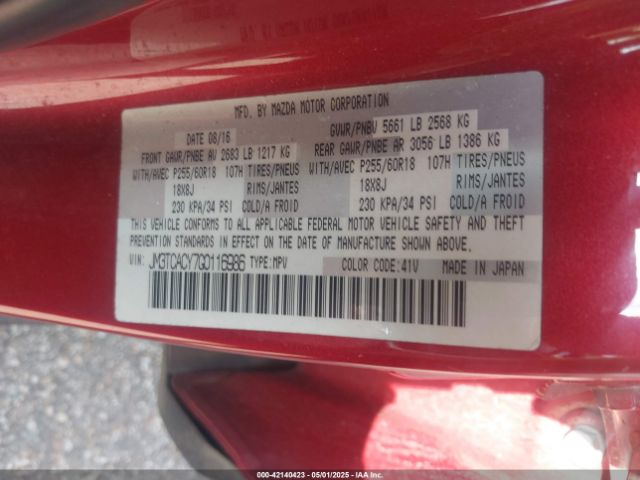 MFD. BY MAZDA MOTOR CORPORATION
DATE 08/16 GVWR/PNBV 5661 LB 2568 KG
FRONT GAWR/PNBE AV 2683 LB 1217 KG REAR GAWR/PNBE AR 3056 LB 1386 KG
WITH/AVEC P255/60R18 107H TIRES/PNEUS WITH/AVEC P255/60R18 107H TIRES/PNEUS
18X8J RIMS/JANTES 18X8J RIMS/JANTES
230 KPA/34 PSI COLD/A FROID 230 KPA/34 PSI COLD/A FROID
THIS VEHICLE CONFORMS TO ALL APPLICABLE FEDERAL MOTOR VEHICLE SAFETY AND THEFT
PREVENTION STANDARDS IN EFFECT ON THE DATE OF MANUFACTURE SHOWN ABOVE.
VIN: JM3TCACY7G0116986 TYPE: MPV COLOR CODE: 41V MADE IN JAPAN
000-42140423 - 05/01/2025 - IAAI.COM